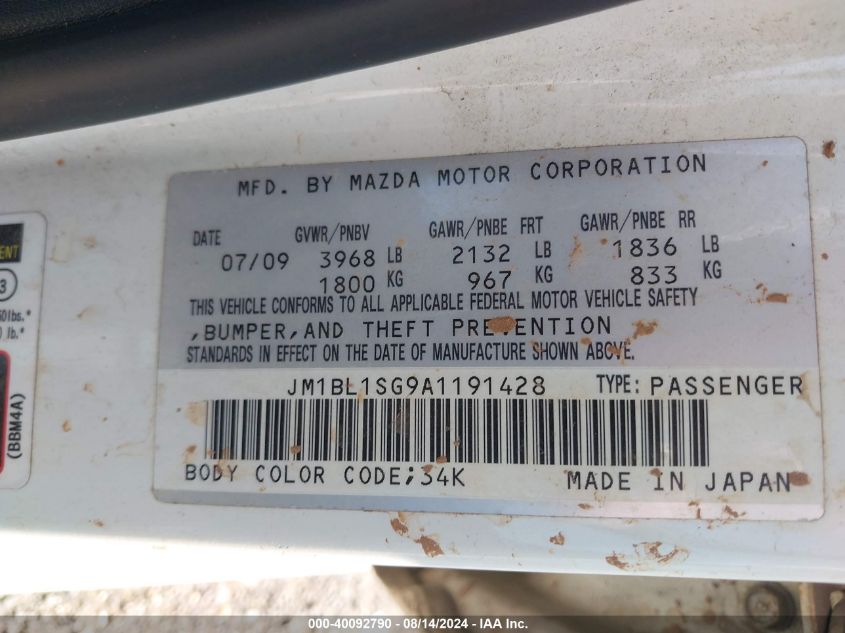 MFD. BY MAZDA MOTOR CORPORATION
DATE GVWR/PNBV GAWR/PNBE FRT GAWR/PNBE RR
07/09 3968 LB 2132 LB 1836 LB
1800 KG 967 KG 833 KG
THIS VEHICLE CONFORMS TO ALL APPLICABLE FEDERAL MOTOR VEHICLE SAFETY
,BUMPER,AND THEFT PREVENTION
STANDARDS IN EFFECT ON THE DATE OF MANUFACTURE SHOWN ABOVE.
JM1BL1SG9A1191428 TYPE: PASSENGER
BODY COLOR CODE;34K MADE IN JAPAN
3
lb.*
(BBM4A)
000-40092790 - 08/14/2024 - IAA Inc.